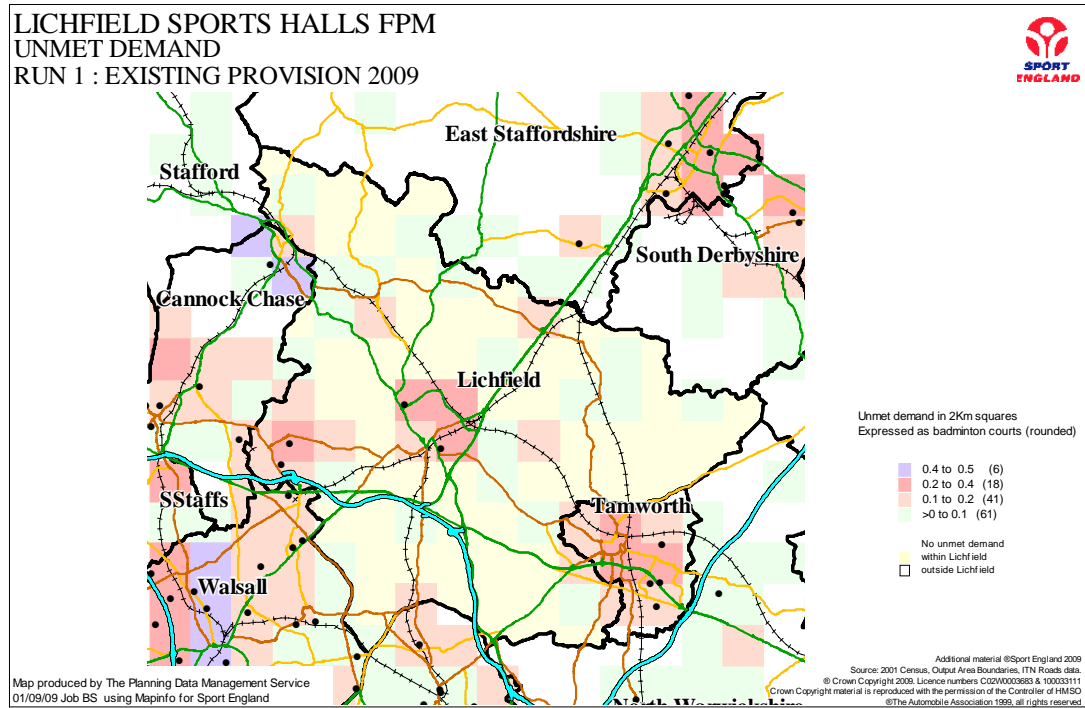 LICHFIELD SPORTS HALLS FPM
UNMET DEMAND
RUN 1 : EXISTING PROVISION 2009
SPORT
ENGLAND
East Staffordshire
Stafford
South Derbyshire
Cannock Chase
Lichfield
SStaffs
Tamworth
Walsall
North Warwickshire
Unmet demand in 2Km squares
Expressed as badminton courts (rounded)
0.4 to 0.5 (6)
0.2 to 0.4 (18)
0.1 to 0.2 (41)
>0 to 0.1 (61)
No unmet demand
within Lichfield
outside Lichfield
Map produced by The Planning Data Management Service
01/09/09 Job BS using Mapinfo for Sport England
Additional material ®Sport England 2009
Source: 2001 Census, Output Area Boundaries, ITN Roads data.
® Crown Copyright 2009. Licence numbers C02W0003683 & 100033111
Crown Copyright material is reproduced with the permission of the Controller of HMSO
®The Automobile Association 1999, all rights reserved